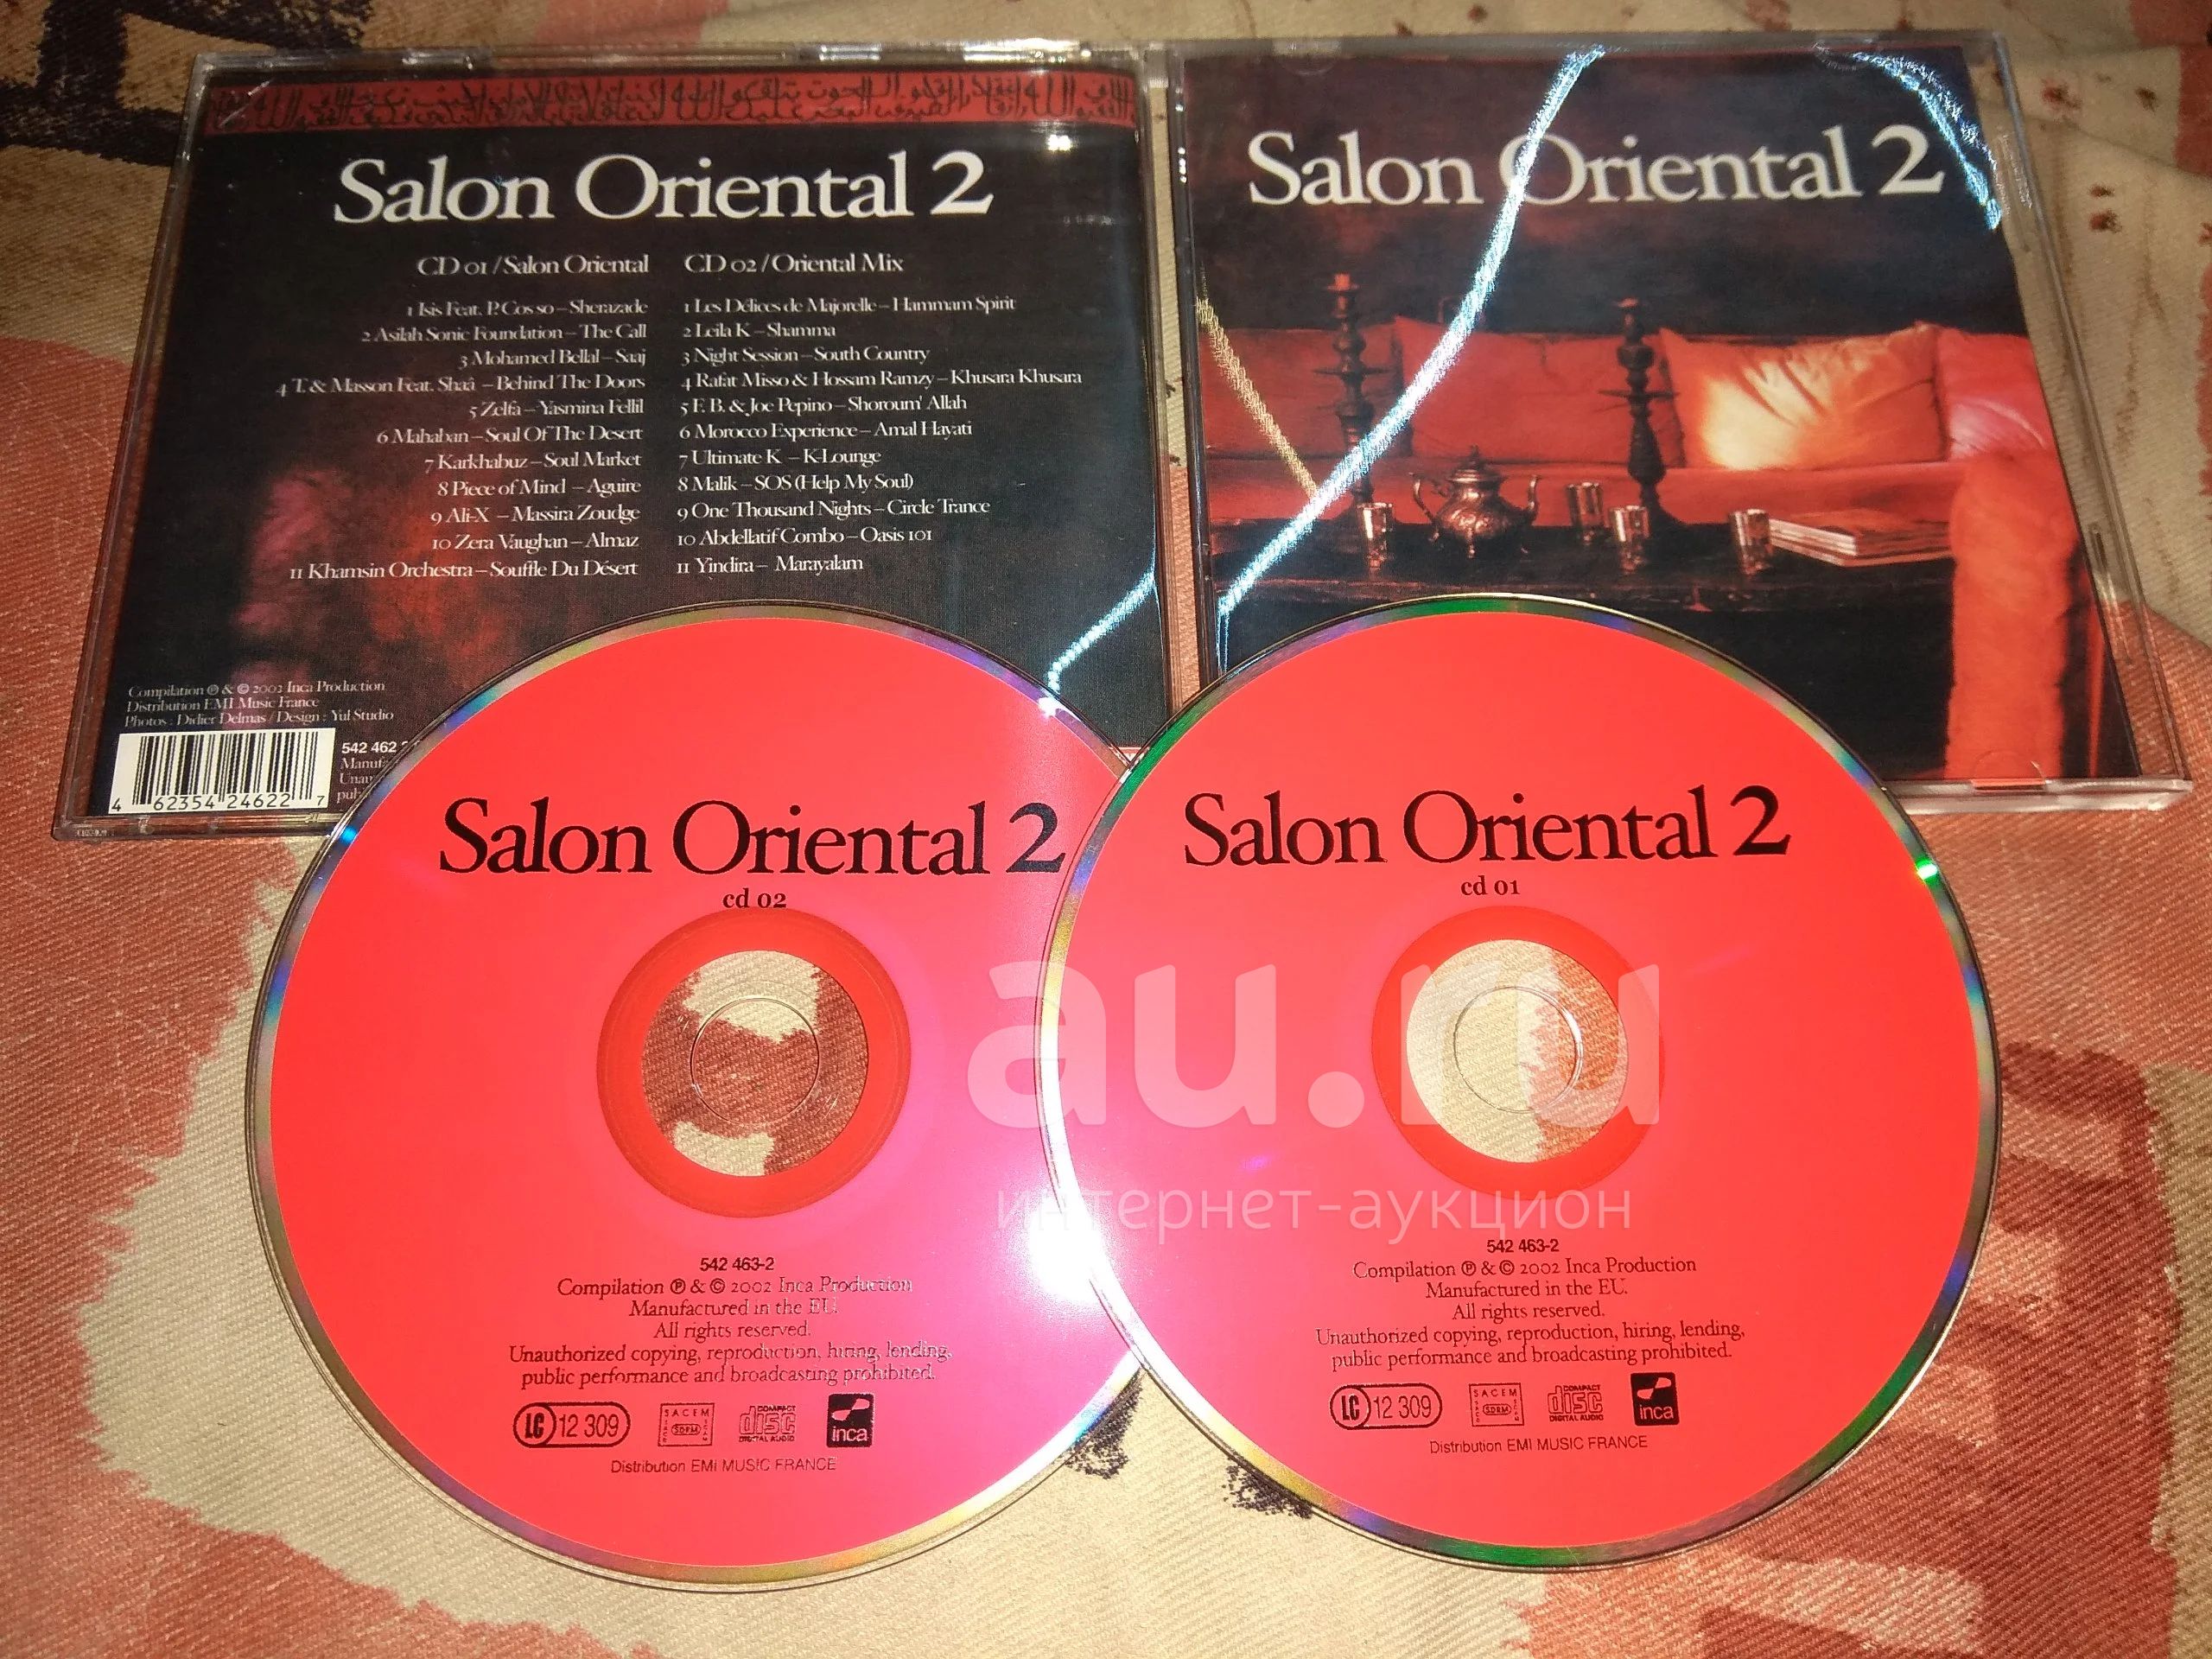 Salon Oriental 2
CD 01 / Salon Oriental
1 Isis Feat. P. Cosso – Sherazade
2 Asilah Sonic Foundation – The Call
3 Mohamed Bellal – Saaj
4 T. & Masson Feat. Shaâ – Behind The Doors
5 Zelfa – Yasmina Fellil
6 Mahaban – Soul Of The Desert
7 Karkhabuz – Soul Market
8 Piece of Mind – Aguire
9 Ali-X – Massira Zoudge
10 Zera Vaughan – Almaz
11 Khamsin Orchestra – Souffle Du Désert
CD 02 / Oriental Mix
1 Les Délices de Majorelle – Hammam Spirit
2 Leila K – Shamma
3 Night Session – South Country
4 Rafat Misso & Hossam Ramzy – Khusara Khusara
5 F. B. & Joe Pepino – Shoroum' Allah
6 Morocco Experience – Amal Hayati
7 Ultimate K – K-Lounge
8 Malik – SOS (Help My Soul)
9 One Thousand Nights – Circle Trance
10 Abdellatif Combo – Oasis 101
11 Yindira – Marayalam
Compilation ℗ & © 2002 Inca Production
Distribution EMI Music France
Photos : Didier Delmas / Design : Yul Studio
542 462
4 62354 24622 7
Salon Oriental 2
Salon Oriental 2
cd 02
542 463-2
Compilation ℗ & © 2002 Inca Production
Manufactured in the EU.
All rights reserved.
Unauthorized copying, reproduction, hiring, lending,
public performance and broadcasting prohibited.
LC 12 309
SACEM
SDRM
COMPACT
disc
DIGITAL AUDIO
inca
Distribution EMI MUSIC FRANCE
Salon Oriental 2
cd 01
542 463-2
Compilation ℗ & © 2002 Inca Production
Manufactured in the EU.
All rights reserved.
Unauthorized copying, reproduction, hiring, lending,
public performance and broadcasting prohibited.
LC 12 309
SACEM
SDRM
COMPACT
disc
DIGITAL AUDIO
inca
Distribution EMI MUSIC FRANCE
au.ru
интернет-аукцион